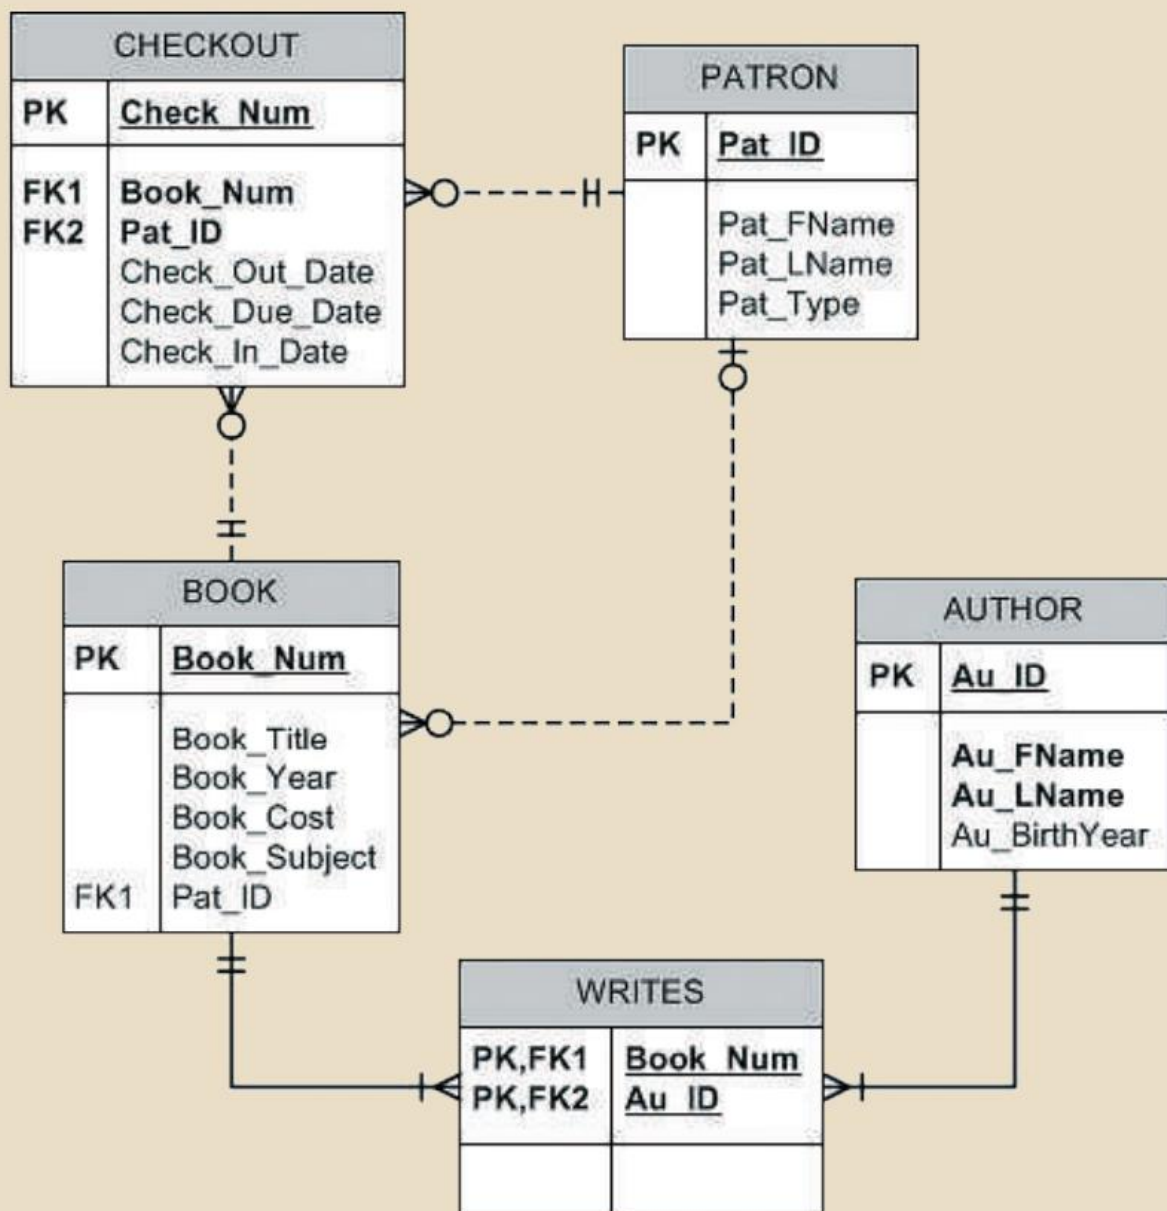 CHECKOUT
PK Check_Num
FK1 Book_Num
FK2 Pat_ID
Check_Out_Date
Check_Due_Date
Check_In_Date
PATRON
PK Pat_ID
Pat_FName
Pat_LName
Pat_Type
BOOK
PK Book_Num
Book_Title
Book_Year
Book_Cost
Book_Subject
FK1 Pat_ID
AUTHOR
PK Au_ID
Au_FName
Au_LName
Au_BirthYear
WRITES
PK,FK1 Book_Num
PK,FK2 Au_ID